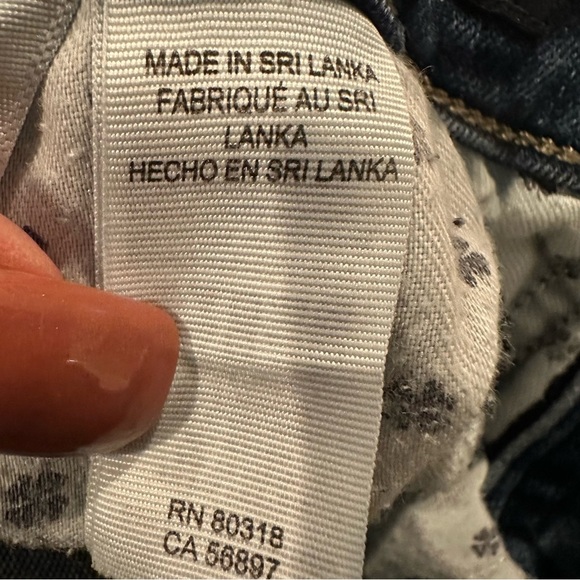 MADE IN SRI LANKA
FABRIQUÉ AU SRI
LANKA
HECHO EN SRI LANKA
RN 80318
CA 56897